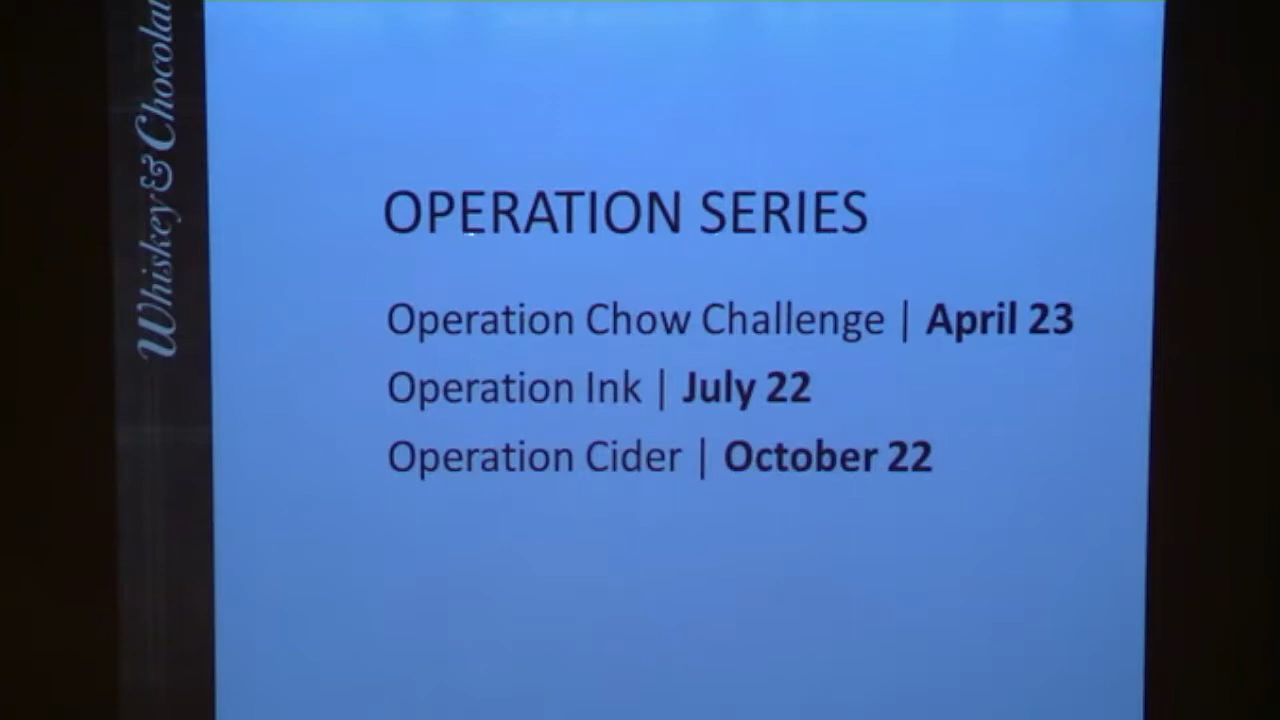 Whiskey & Chocolat
OPERATION SERIES
Operation Chow Challenge | April 23
Operation Ink | July 22
Operation Cider | October 22